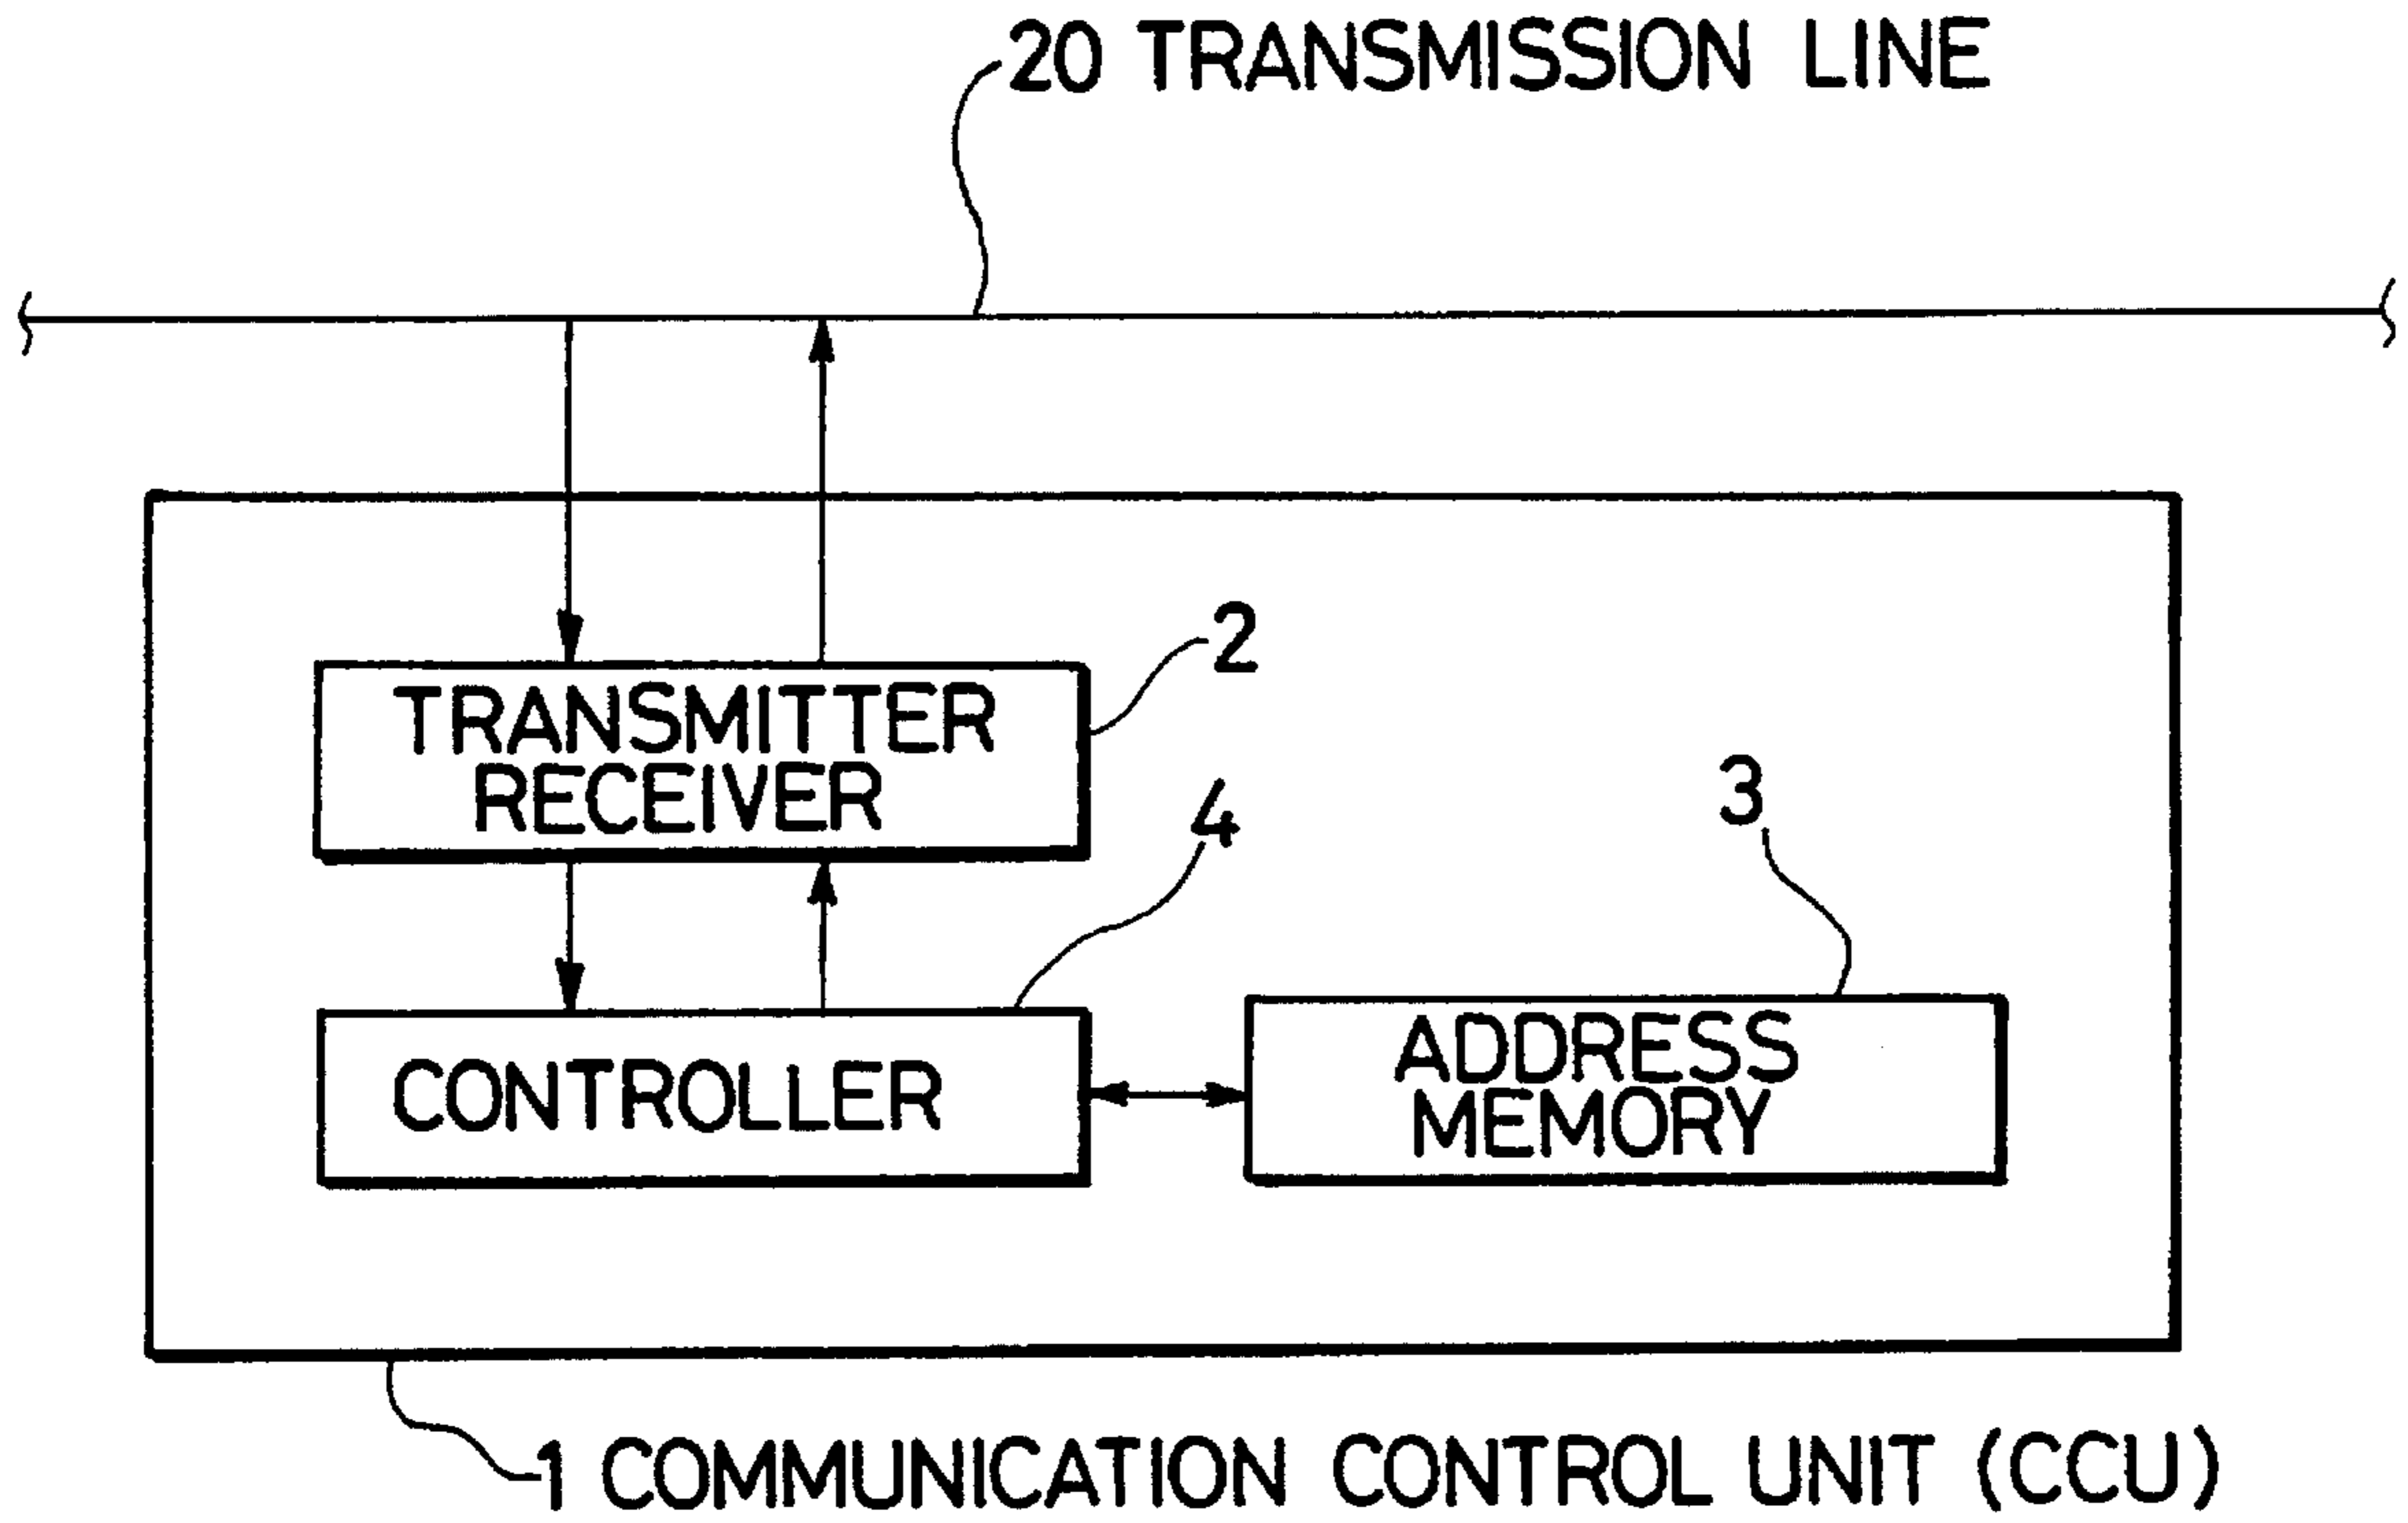 20 TRANSMISSION LINE
2
TRANSMITTER
RECEIVER
4
3
CONTROLLER
ADDRESS
MEMORY
1 COMMUNICATION CONTROL UNIT (CCU)